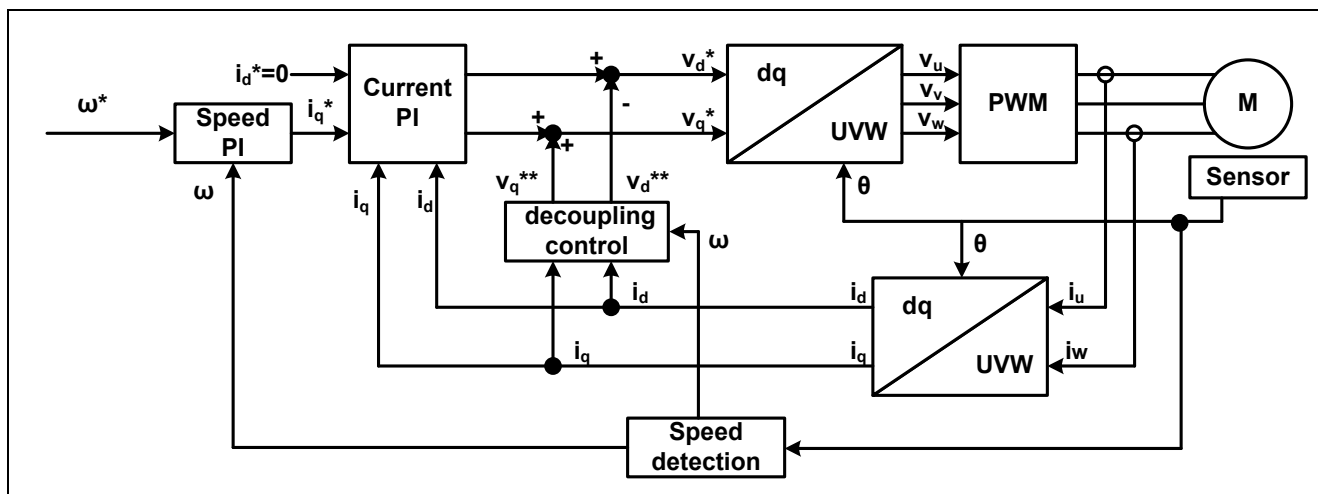 i_d*=0
ω*
Speed
PI
i_q*
ω
Current
PI
i_q
i_d
+
-
+
+
v_q**
v_d**
decoupling
control
ω
v_d*
v_q*
dq
UVW
θ
v_u
v_v
v_w
PWM
M
Sensor
θ
i_d
i_d
i_q
i_q
dq
UVW
i_u
iw
Speed
detection